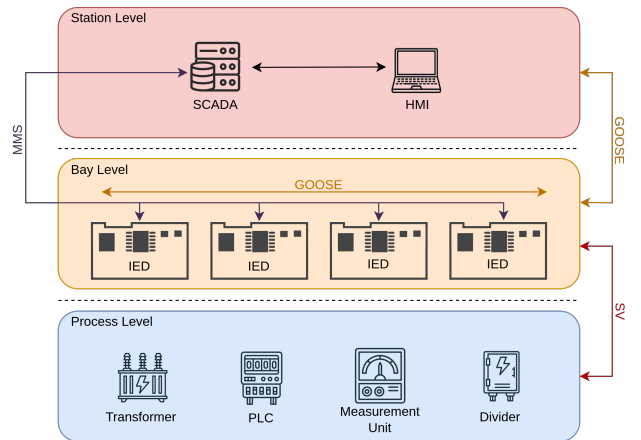 Station Level
SCADA
HMI
MMS
GOOSE
Bay Level
GOOSE
IED
IED
IED
IED
SV
Process Level
Transformer
PLC
Measurement
Unit
Divider